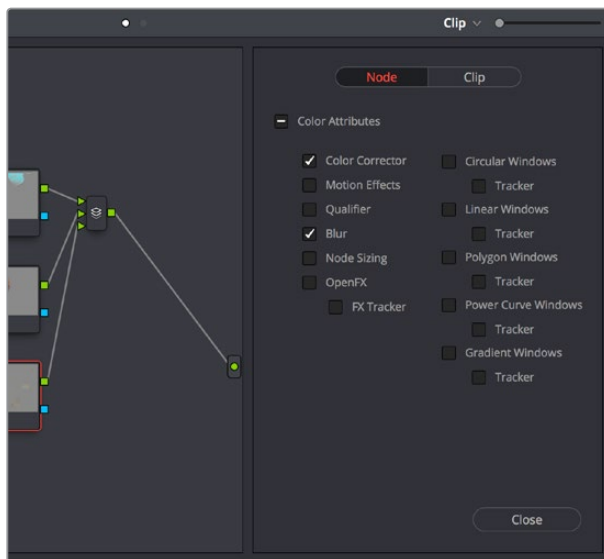 Clip
Node
Clip
Color Attributes
Color Corrector
Motion Effects
Qualifier
Blur
Node Sizing
OpenFX
FX Tracker
Circular Windows
Tracker
Linear Windows
Tracker
Polygon Windows
Tracker
Power Curve Windows
Tracker
Gradient Windows
Tracker
Close